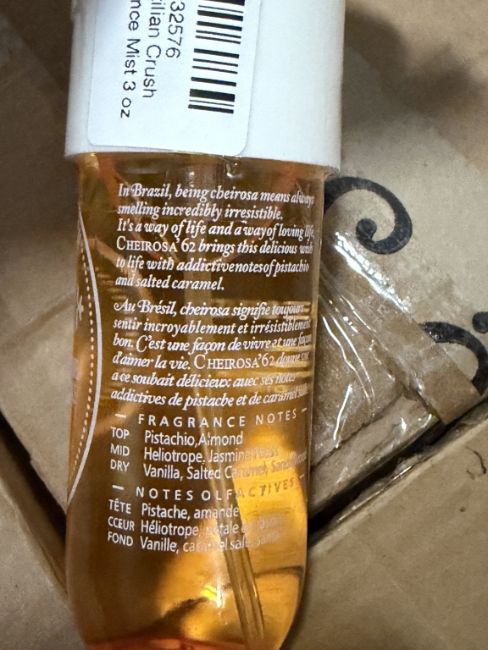 32576
ilian Crush
nce Mist 3 oz
In Brazil, being cheirosa means always
smelling incredibly irresistible.
It's a way of life and a way of loving life.
CHEIROSA '62 brings this delicious wish
to life with addictive notes of pistachio
and salted caramel.
Au Brésil, cheirosa signifie toujours
sentir incroyablement et irrésistiblement
bon. C'est une façon de vivre et une façon
d'aimer la vie. CHEIROSA '62 donne vie
a ce souhait délicieux avec ses notes
addictives de pistache et de caramel salé.
— FRAGRANCE NOTES —
TOP Pistachio, Almond
MID Heliotrope, Jasmine
DRY Vanilla, Salted Caramel,
— NOTES OLFACTIVES —
TÊTE Pistache, amande
CCEUR Héliotrope,
FOND Vanille, caramel salé,